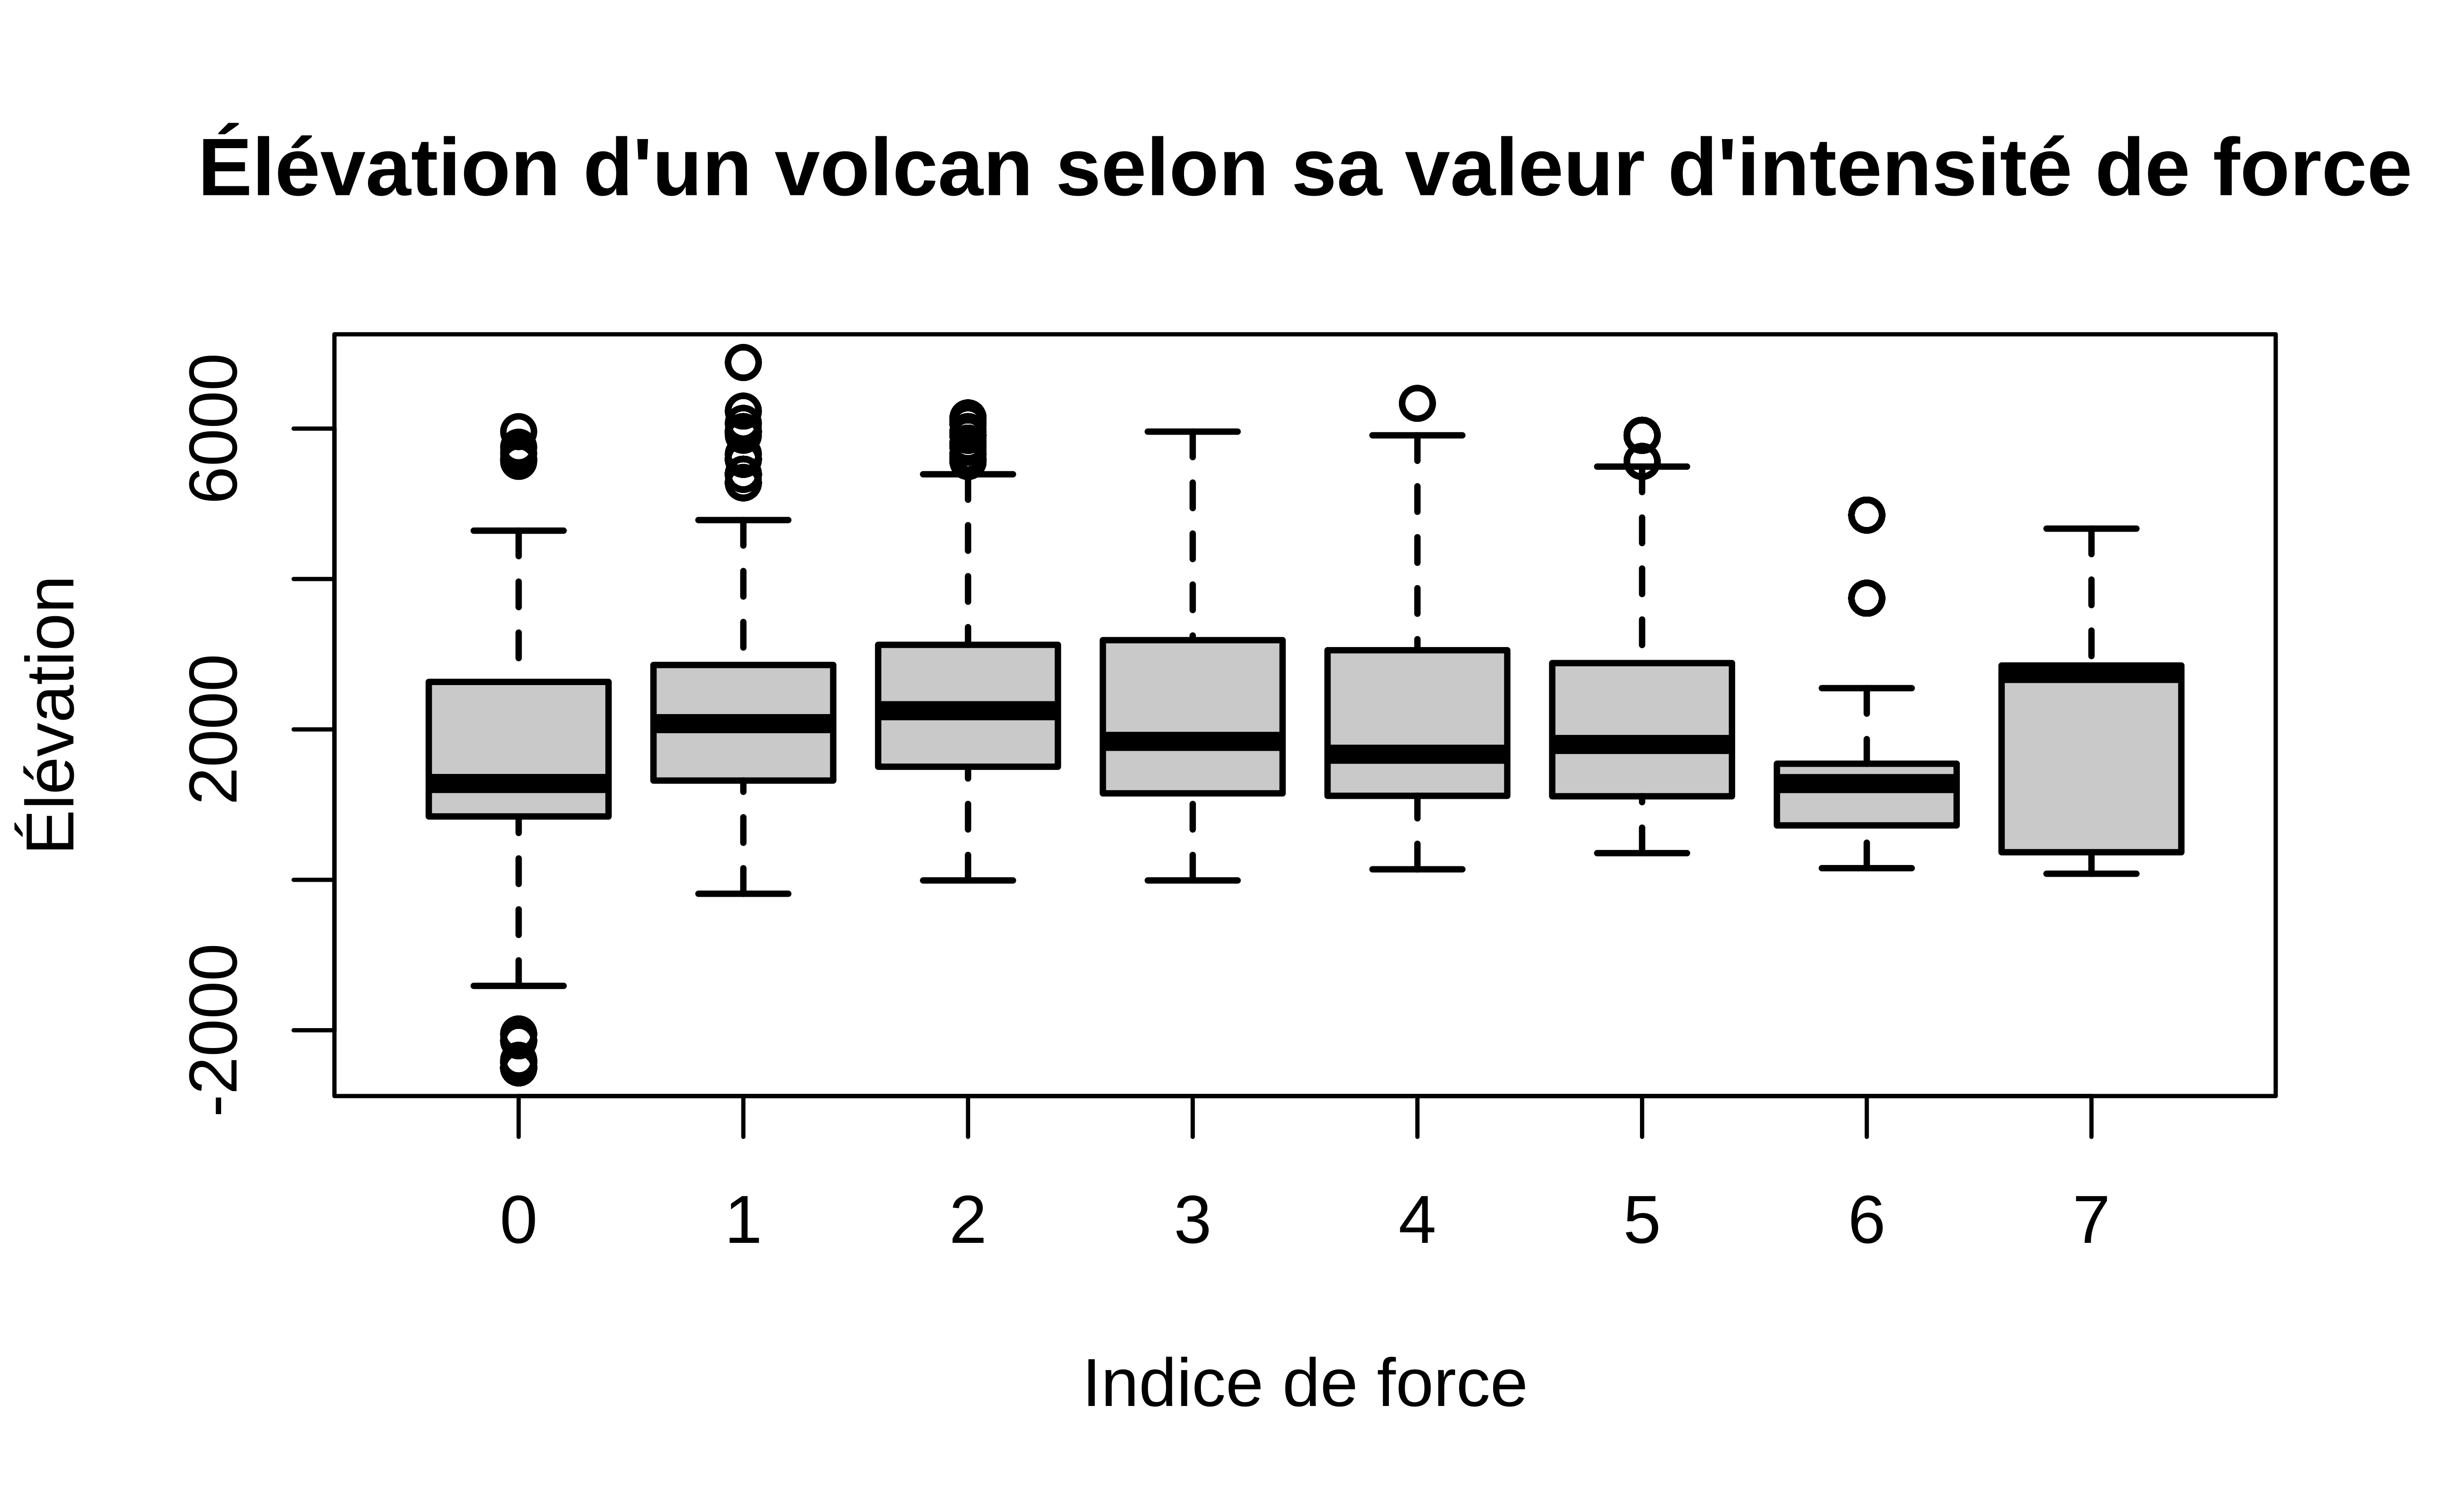 Élévation d'un volcan selon sa valeur d'intensité de force
Élévation
6000
2000
-2000
0 1 2 3 4 5 6 7
Indice de force